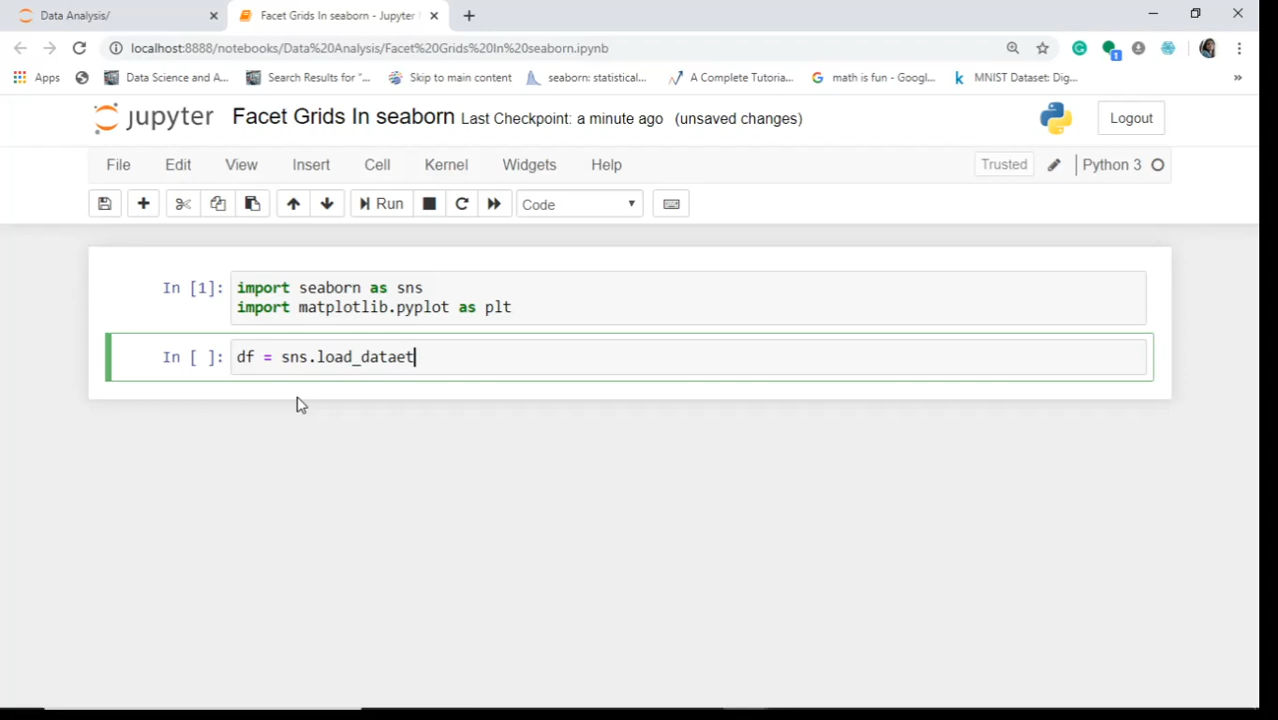 Data Analysis/
Facet Grids In seaborn - Jupyter
localhost:8888/notebooks/Data%20Analysis/Facet%20Grids%20In%20seaborn.ipynb
1
Apps
Data Science and A...
Search Results for "...
Skip to main content
seaborn: statistical...
A Complete Tutoria...
math is fun - Googl...
MNIST Dataset: Dig...
»
jupyter
Facet Grids In seaborn Last Checkpoint: a minute ago (unsaved changes)
Logout
File
Edit
View
Insert
Cell
Kernel
Widgets
Help
Trusted
Python 3
Run
Code
In [1]:
import seaborn as sns
import matplotlib.pyplot as plt
In [ ]:
df = sns.load_dataet